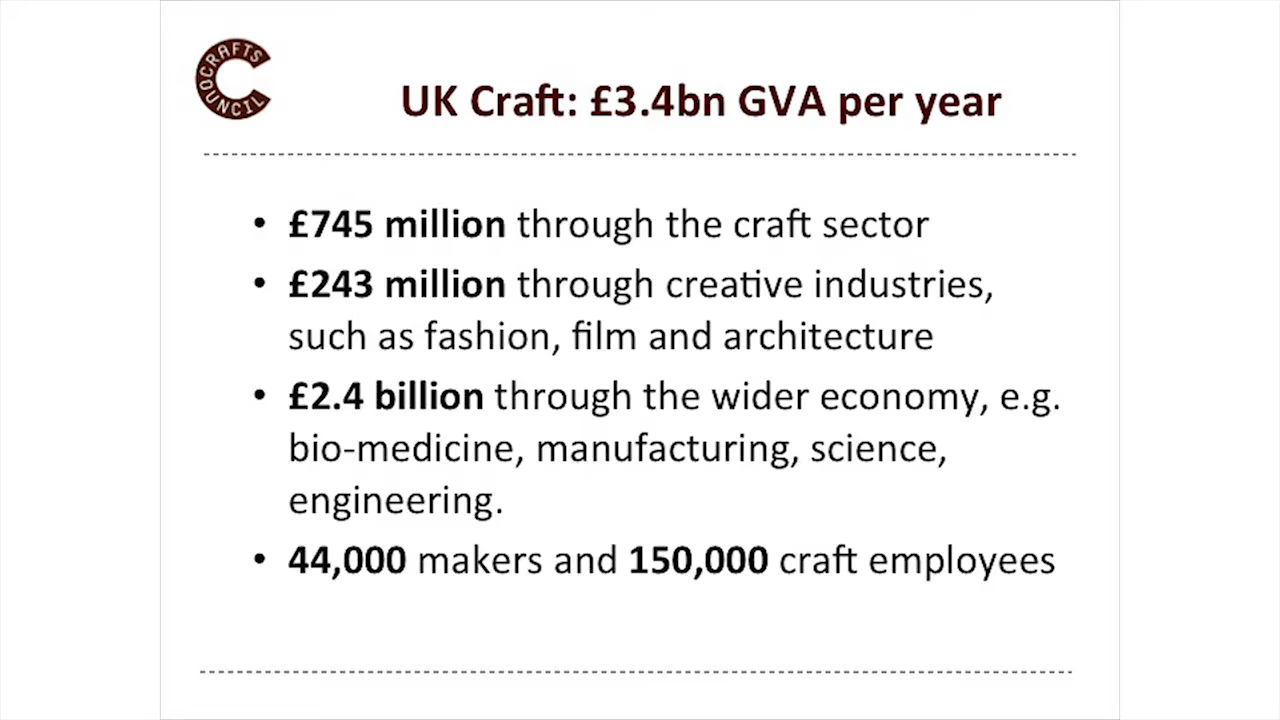 CRAFTS COUNCIL
UK Craft: £3.4bn GVA per year
• £745 million through the craft sector
• £243 million through creative industries,
such as fashion, film and architecture
• £2.4 billion through the wider economy, e.g.
bio-medicine, manufacturing, science,
engineering.
• 44,000 makers and 150,000 craft employees